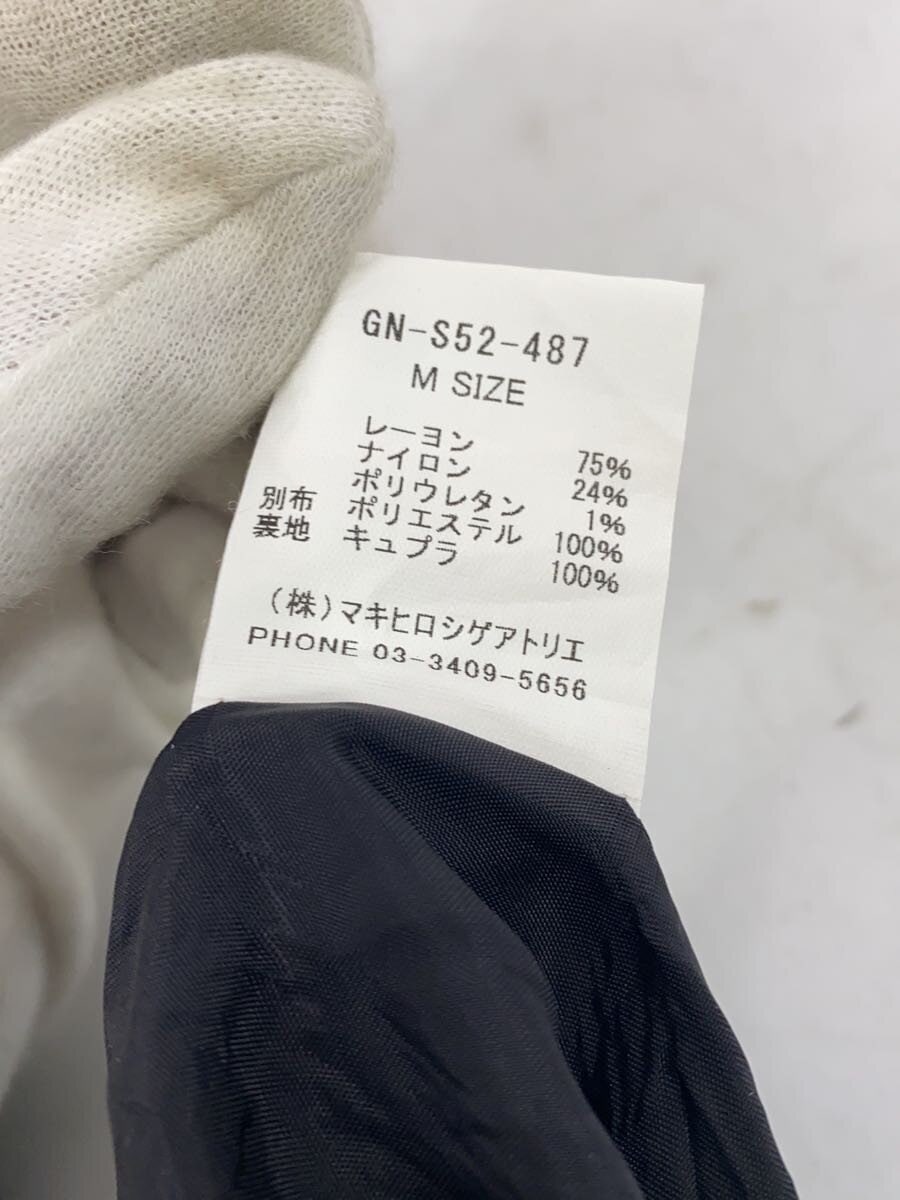 GN-S52-487
M SIZE
レーヨン 75%
ナイロン 24%
ポリウレタン 1%
別布 ポリエステル 100%
裏地 キュプラ 100%
(株)マキヒロシゲアトリエ
PHONE 03-3409-5656